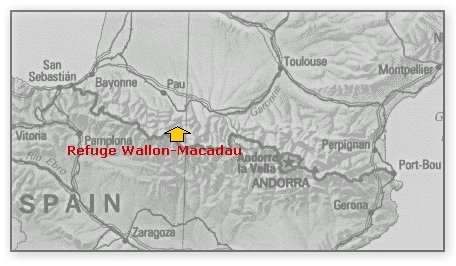 San
Sebastián
Bayonne
Pau
Toulouse
Montpellier
Garonne
Vitoria
Pamplona
Refuge Wallon-Macadau
Rio Ebro
Andorra
la Vella
ANDORRA
Perpignan
Port-Bou
SPAIN
Gerona
Zaragoza